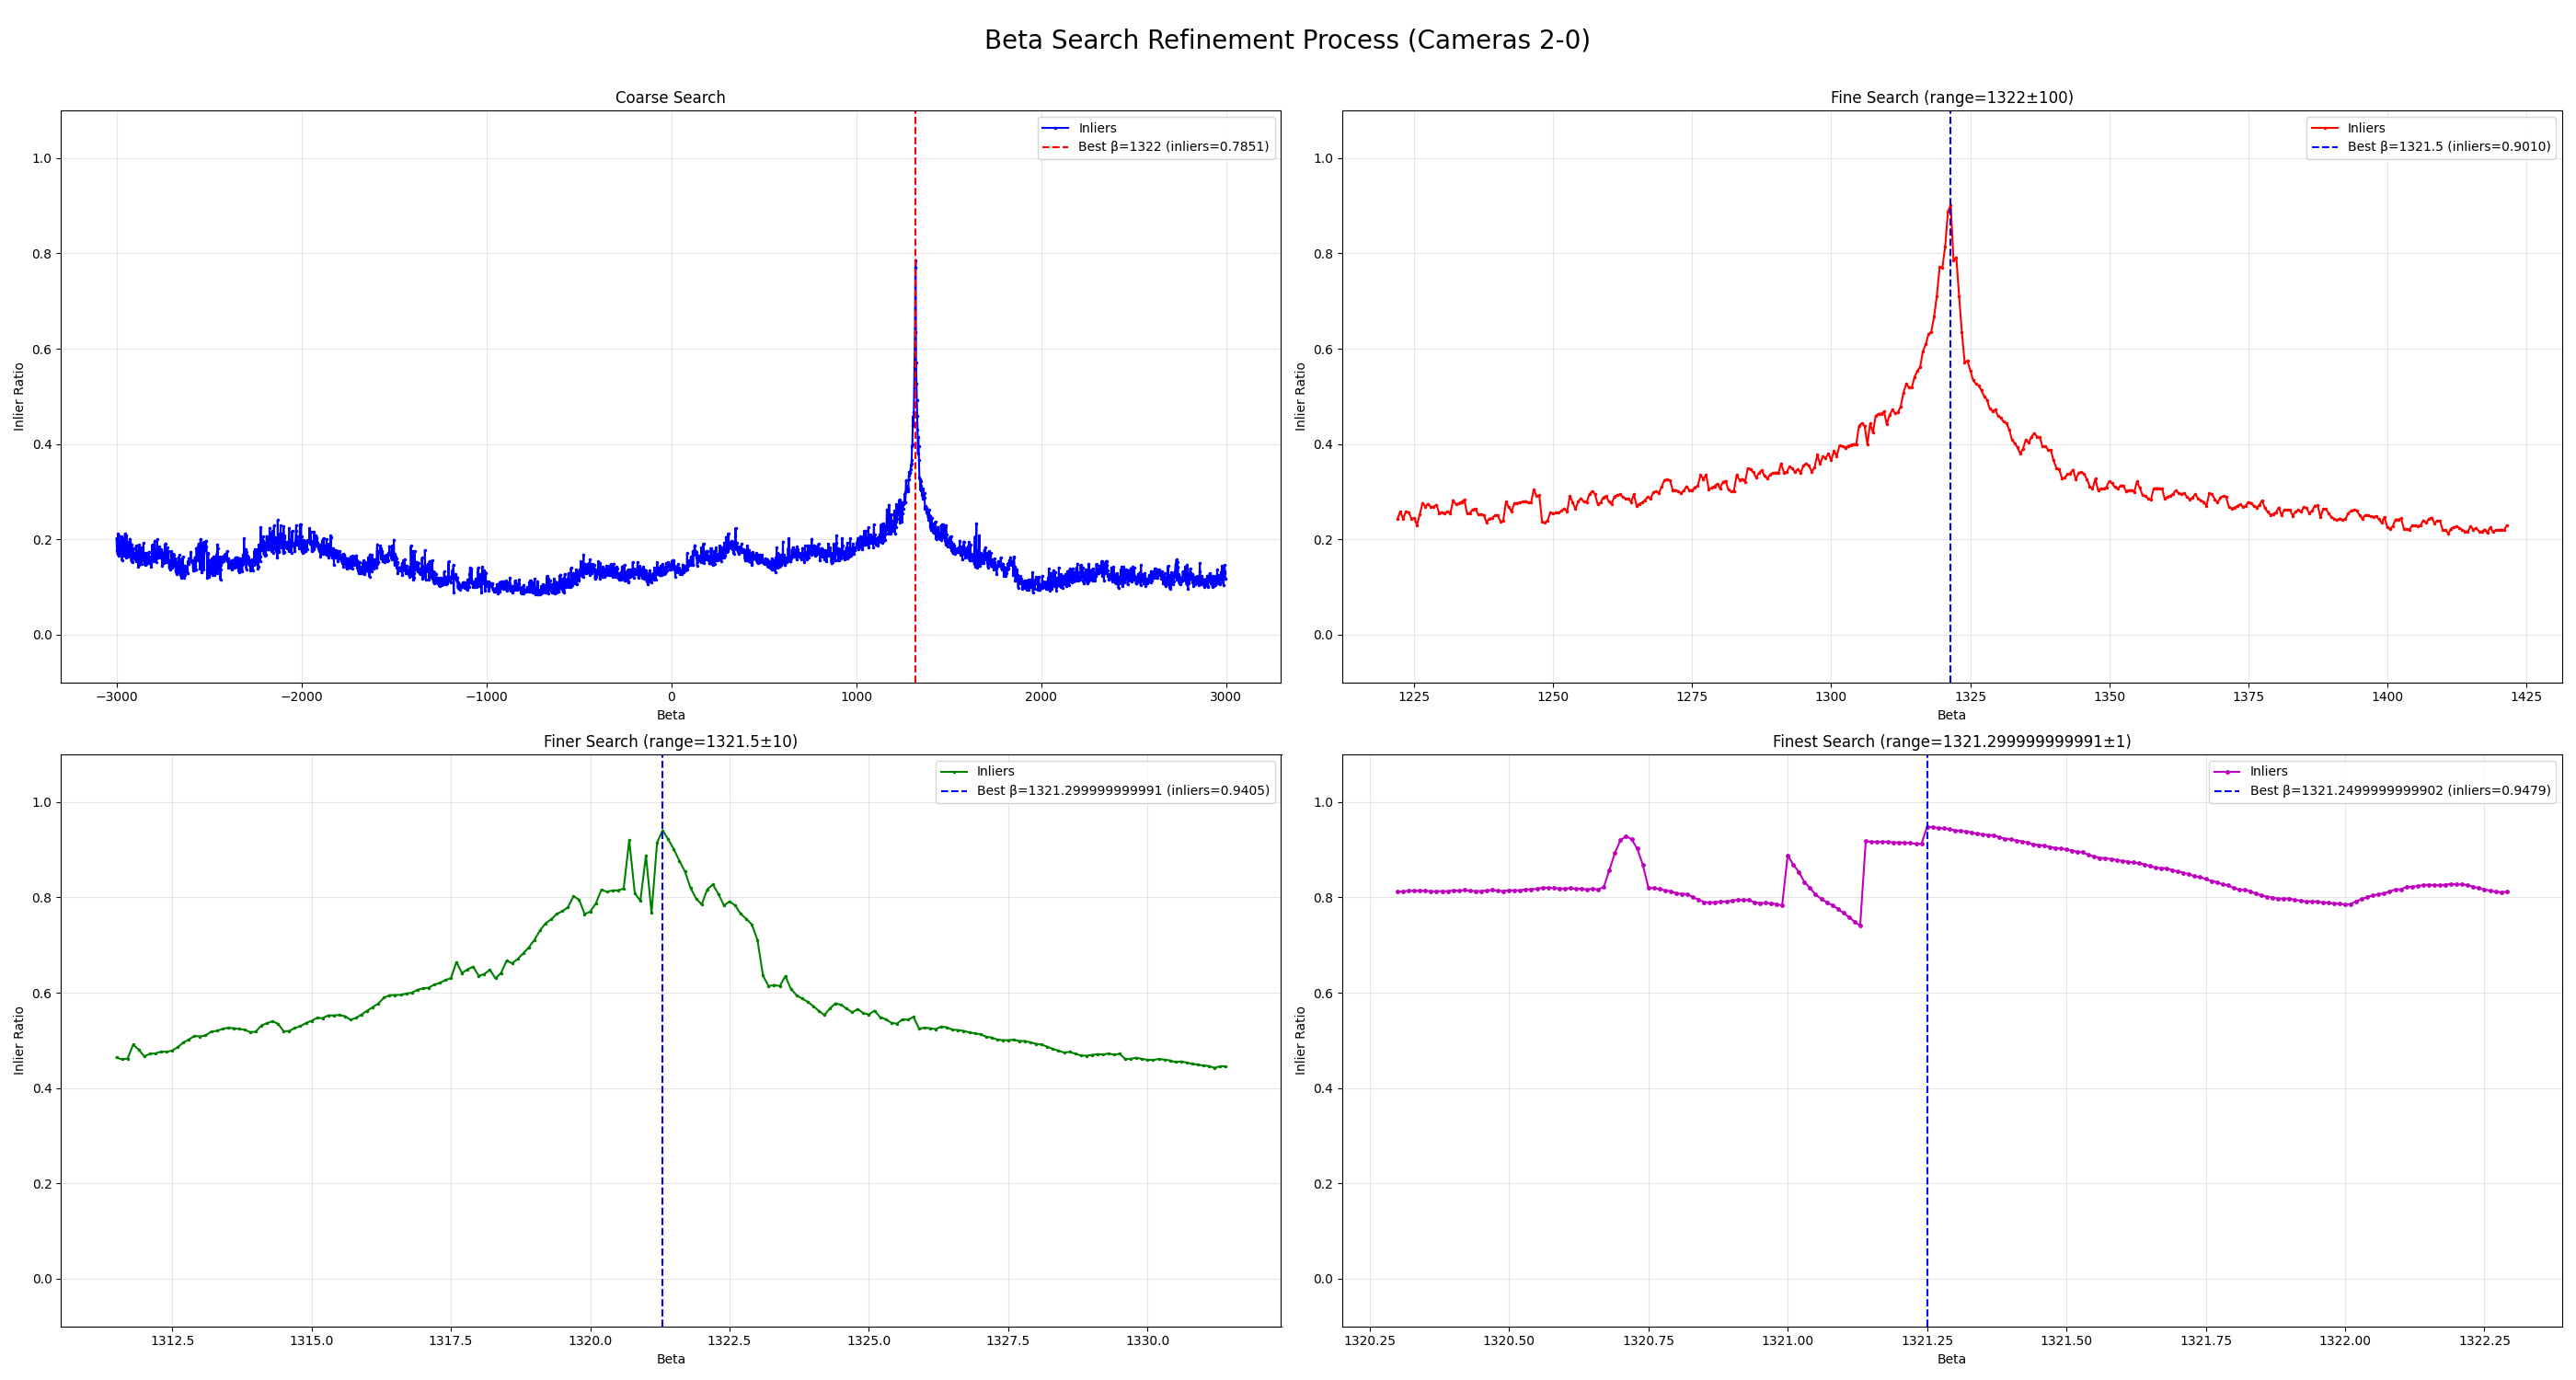 Beta Search Refinement Process (Cameras 2-0)
Coarse Search
Inliers
Best β=1322 (inliers=0.7851)
Inlier Ratio
1.0
0.8
0.6
0.4
0.2
0.0
−3000 −2000 −1000 0 1000 2000 3000
Beta
Fine Search (range=1322±100)
Inliers
Best β=1321.5 (inliers=0.9010)
Inlier Ratio
1.0
0.8
0.6
0.4
0.2
0.0
1225 1250 1275 1300 1325 1350 1375 1400 1425
Beta
Finer Search (range=1321.5±10)
Inliers
Best β=1321.299999999991 (inliers=0.9405)
Inlier Ratio
1.0
0.8
0.6
0.4
0.2
0.0
1312.5 1315.0 1317.5 1320.0 1322.5 1325.0 1327.5 1330.0
Beta
Finest Search (range=1321.299999999991±1)
Inliers
Best β=1321.2499999999902 (inliers=0.9479)
Inlier Ratio
1.0
0.8
0.6
0.4
0.2
0.0
1320.25 1320.50 1320.75 1321.00 1321.25 1321.50 1321.75 1322.00 1322.25
Beta